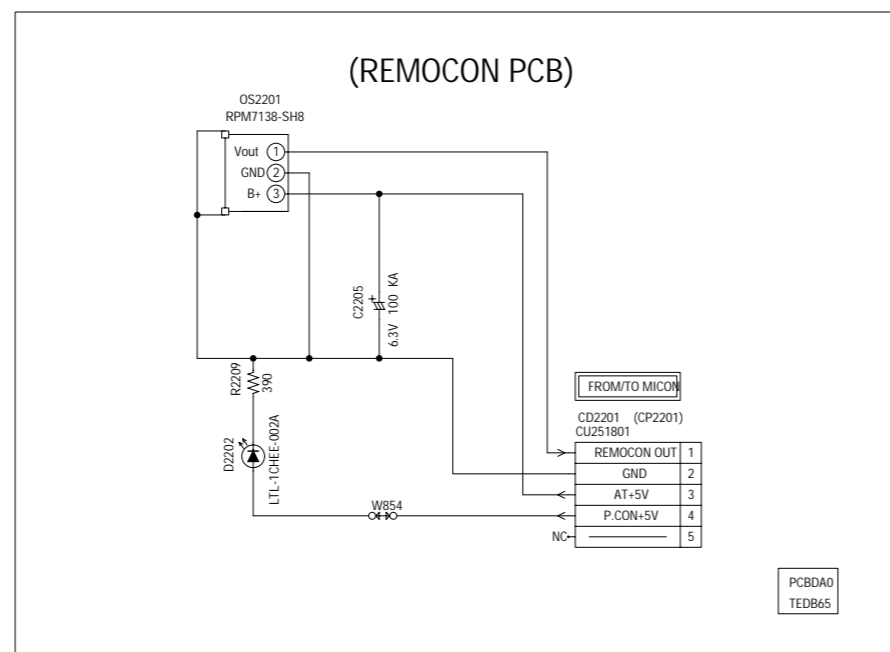 (REMOCON PCB)
OS2201
RPM7138-SH8
Vout 1
GND 2
B+ 3
C2205
+
6.3V 100 KA
R2209
390
D2202
LTL-1CHEE-002A
W854
FROM/TO MICON
CD2201 (CP2201)
CU251801
REMOCON OUT 1
GND 2
AT+5V 3
P.CON+5V 4
NC 5
PCBDA0
TEDB65